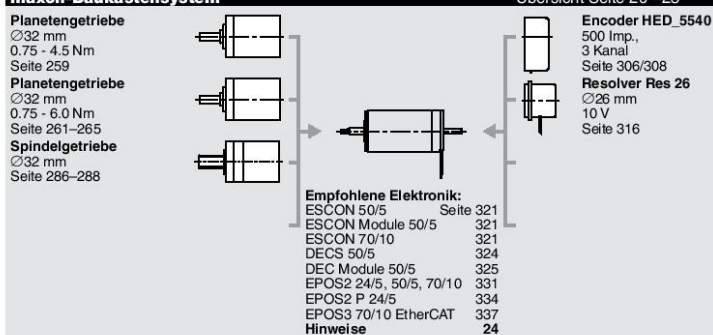 maxon-Baukastensystem
Übersicht Seite 20–25
Planetengetriebe
∅32 mm
0.75 - 4.5 Nm
Seite 259
Planetengetriebe
∅32 mm
0.75 - 6.0 Nm
Seite 261–265
Spindelgetriebe
∅32 mm
Seite 286–288
Encoder HED_5540
500 Imp.,
3 Kanal
Seite 306/308
Resolver Res 26
∅26 mm
10 V
Seite 316
Empfohlene Elektronik:
ESCON 50/5 Seite 321
ESCON Module 50/5 321
ESCON 70/10 321
DECS 50/5 324
DEC Module 50/5 325
EPOS2 24/5, 50/5, 70/10 331
EPOS2 P 24/5 334
EPOS3 70/10 EtherCAT 337
Hinweise 24